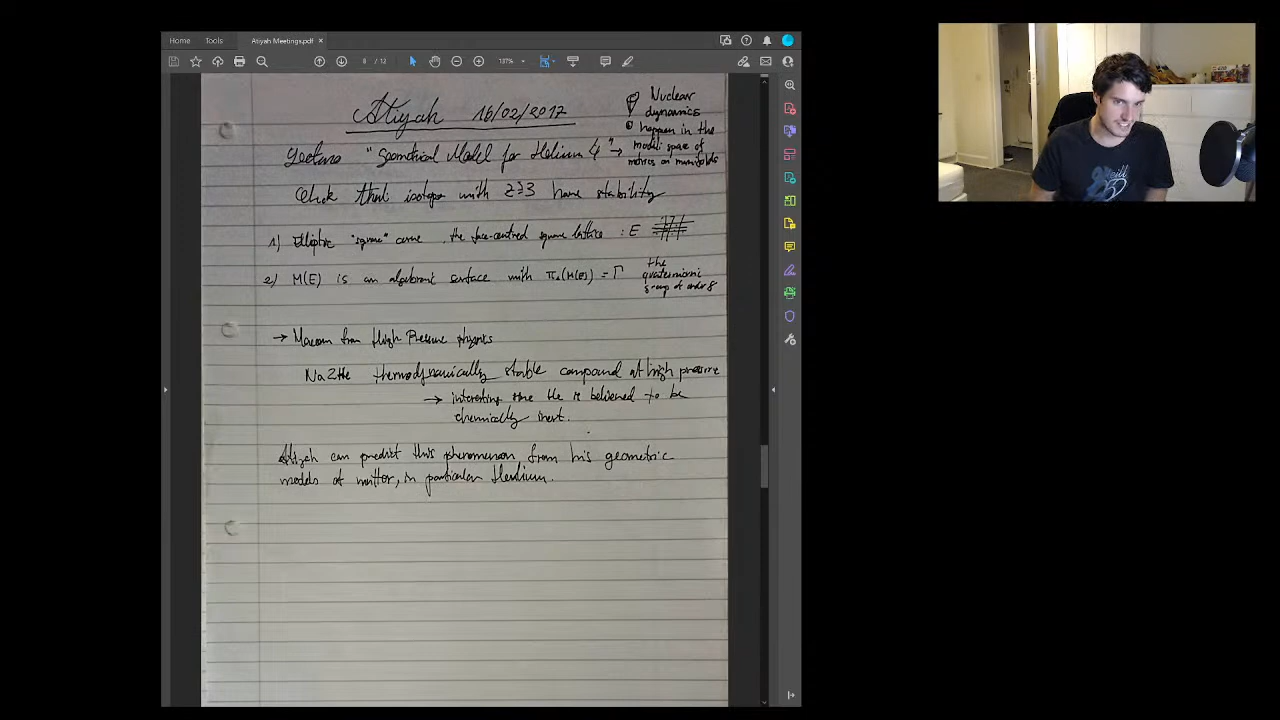 Home Tools Atiyah Meetings.pdf ×
8 / 12 137%
Atiyah 16/02/2017
Nuclear
dynamics
happen in the
moduli space of
metrics on manifolds
Lecture "Geometrical Model for Helium 4" →
Check that isotope with Z≥3 have stability
1) Elliptic "square" curve, the face-centred square lattice : E
2) M(E) is an algebraic surface with π₁(M(E)) = Γ
the
quaternionic
group of order 8
→ from High Pressure physics
Na2He thermodynamically stable compound at high pressure
→ interesting since He is believed to be
chemically inert.
Atiyah can predict this phenomenon from his geometric
models of matter, in particular Helium.